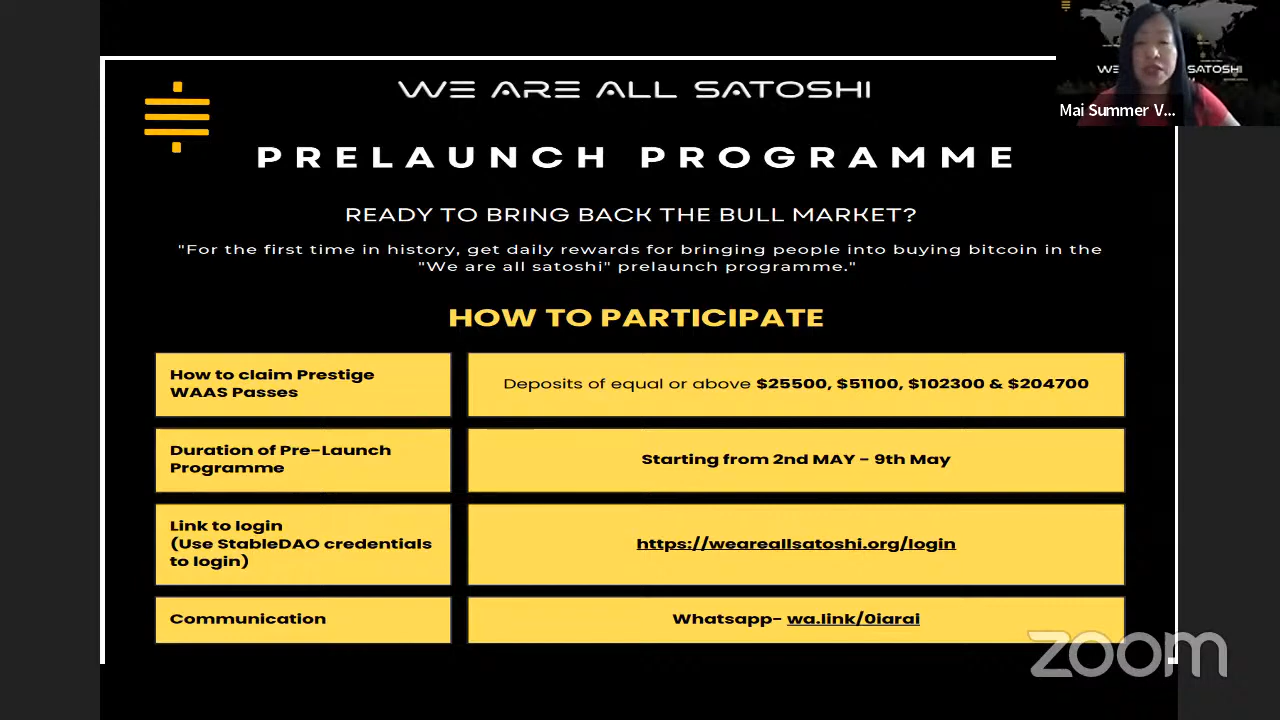 WE ARE ALL SATOSHI
PRELAUNCH PROGRAMME
READY TO BRING BACK THE BULL MARKET?
"For the first time in history, get daily rewards for bringing people into buying bitcoin in the
"We are all satoshi" prelaunch programme."
HOW TO PARTICIPATE
How to claim Prestige
WAAS Passes
Deposits of equal or above $25500, $51100, $102300 & $204700
Duration of Pre-Launch
Programme
Starting from 2nd MAY - 9th May
Link to login
(Use StableDAO credentials
to login)
https://weareallsatoshi.org/login
Communication
Whatsapp- wa.link/0iarai
WE
SATOSHI
Mai Summer V...
zoom